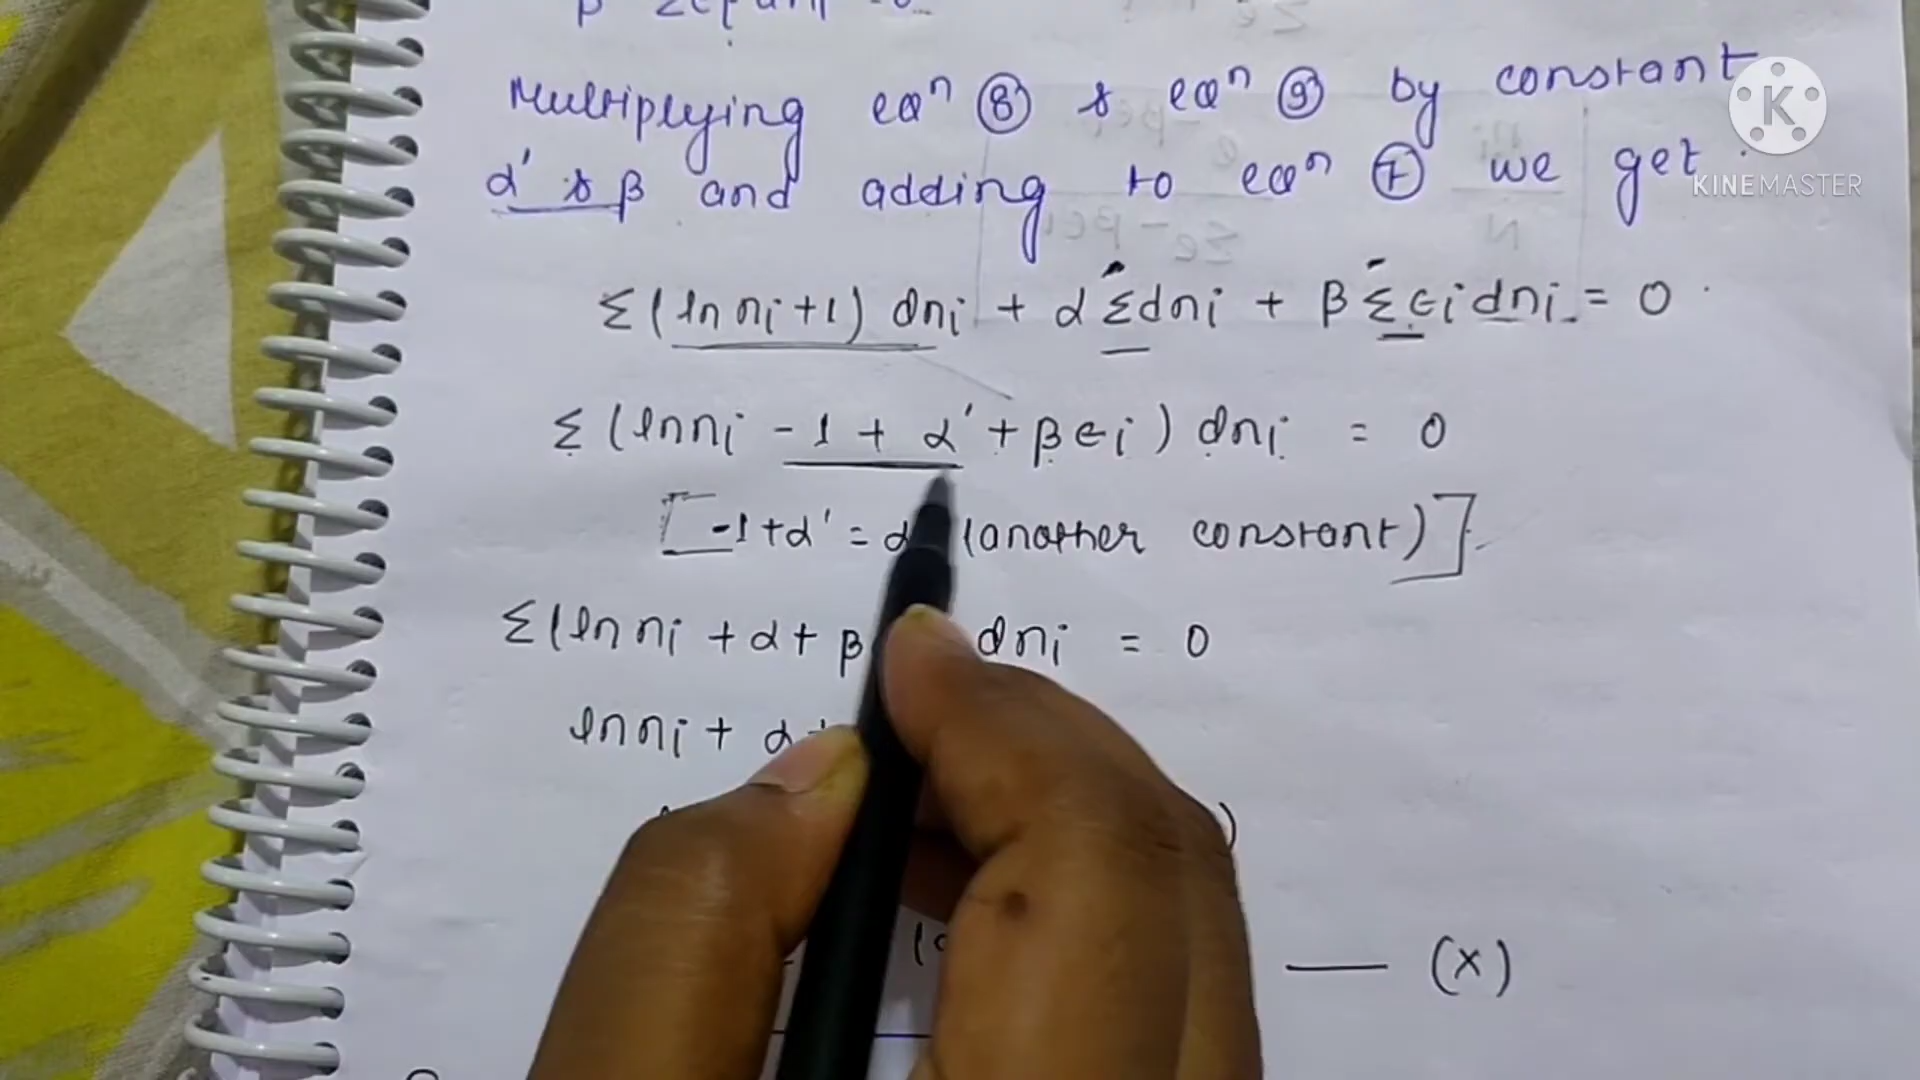 Multiplying eqⁿ ⑧ & eqⁿ ⑨ by constant
α' & β and adding to eqⁿ ⑦ we get
KINEMASTER
Σ(ln nᵢ+1) dnᵢ + α Σdnᵢ + β Σ∈ᵢdnᵢ = 0
Σ(ln nᵢ - 1 + α' + β∈ᵢ) dnᵢ = 0
[-1+α' = α (another constant)]
Σ(ln nᵢ + α + β dnᵢ = 0
ln nᵢ + α +
— (x)